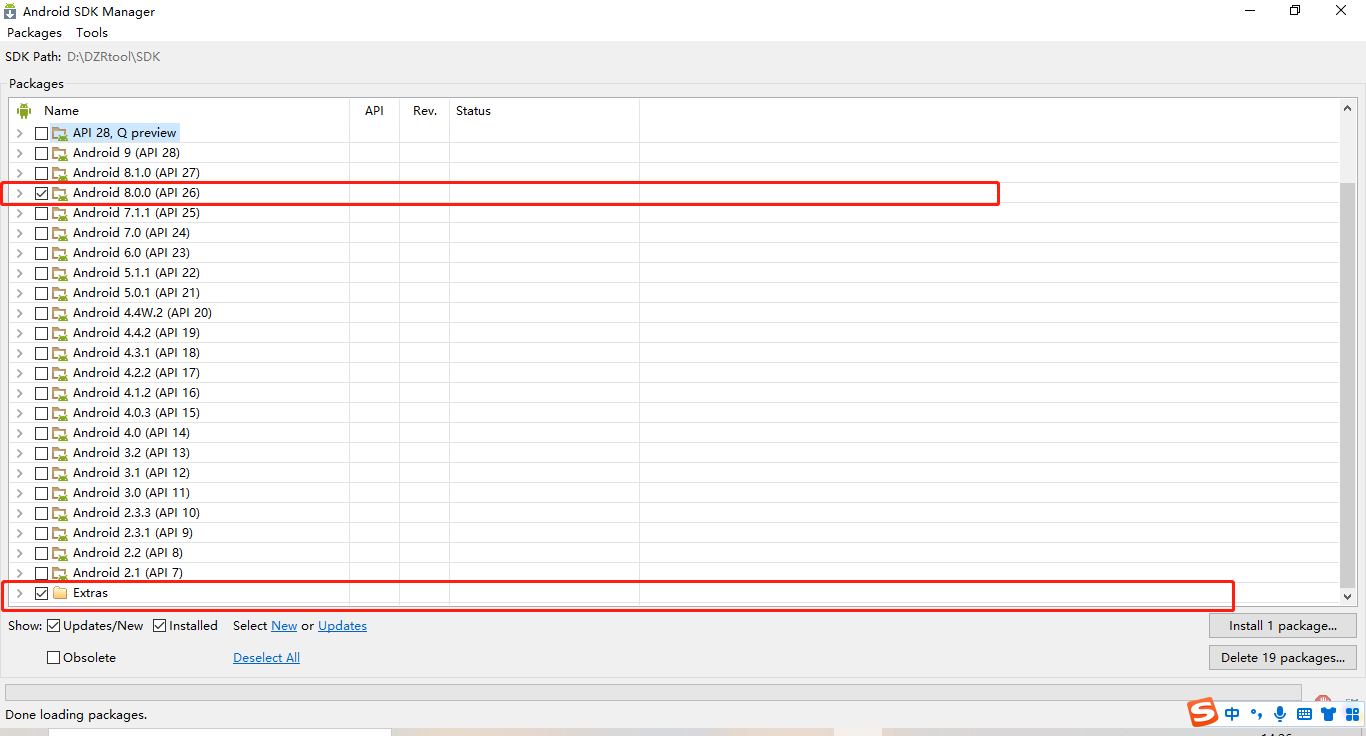 Android SDK Manager
Packages Tools
SDK Path: D:\DZRtool\SDK
Packages
Name API Rev. Status
API 28, Q preview
Android 9 (API 28)
Android 8.1.0 (API 27)
Android 8.0.0 (API 26)
Android 7.1.1 (API 25)
Android 7.0 (API 24)
Android 6.0 (API 23)
Android 5.1.1 (API 22)
Android 5.0.1 (API 21)
Android 4.4W.2 (API 20)
Android 4.4.2 (API 19)
Android 4.3.1 (API 18)
Android 4.2.2 (API 17)
Android 4.1.2 (API 16)
Android 4.0.3 (API 15)
Android 4.0 (API 14)
Android 3.2 (API 13)
Android 3.1 (API 12)
Android 3.0 (API 11)
Android 2.3.3 (API 10)
Android 2.3.1 (API 9)
Android 2.2 (API 8)
Android 2.1 (API 7)
Extras
Show: Updates/New Installed Select New or Updates Install 1 package...
Obsolete Deselect All Delete 19 packages...
Done loading packages.
S 中